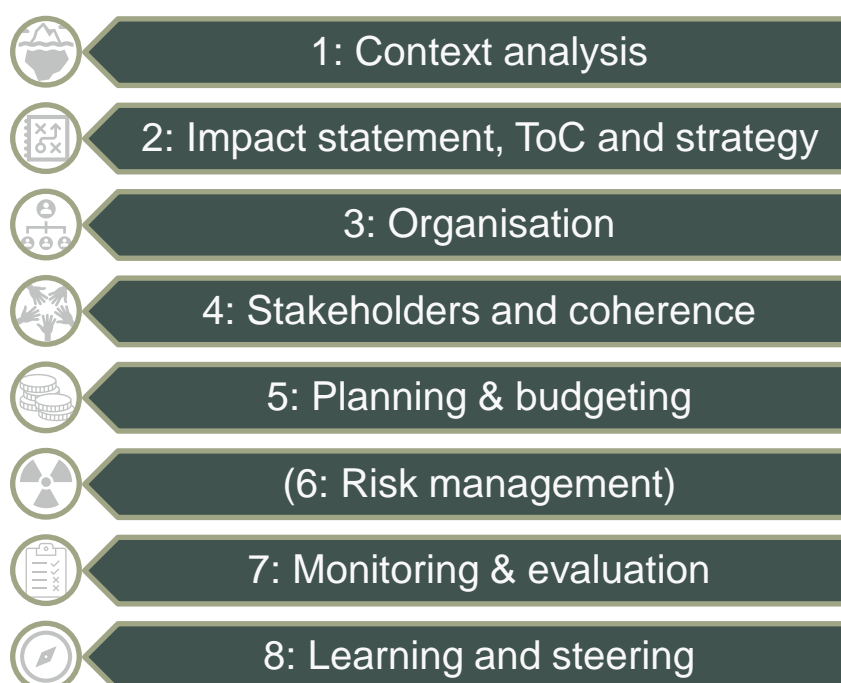 1: Context analysis
2: Impact statement, ToC and strategy
3: Organisation
4: Stakeholders and coherence
5: Planning & budgeting
(6: Risk management)
7: Monitoring & evaluation
8: Learning and steering